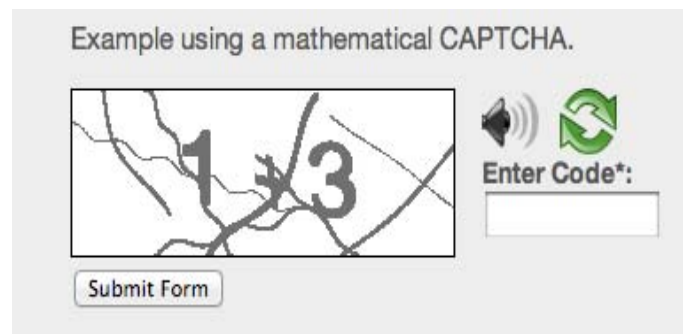 Example using a mathematical CAPTCHA.
1 + 3
Enter Code*:
Submit Form